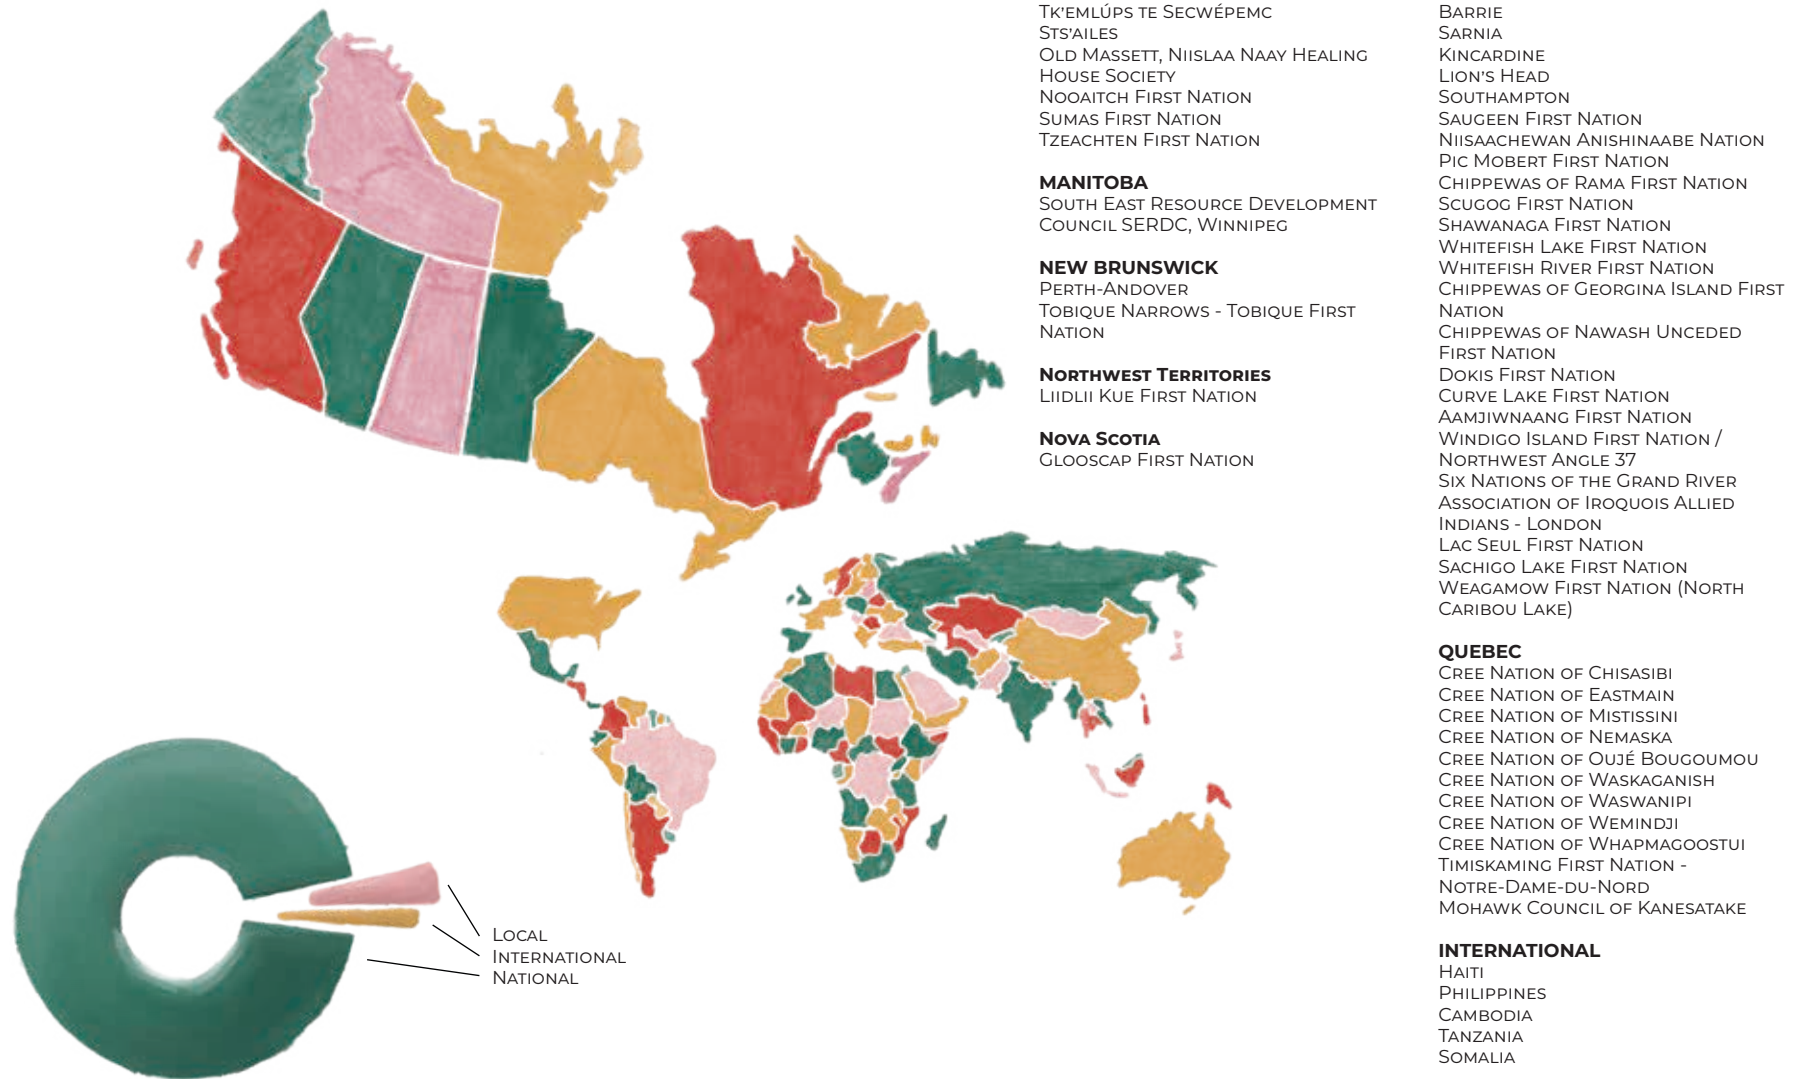 Tk'emlúps te Secwépemc
Sts'ailes
Old Massett, Niislaa Naay Healing
House Society
Nooaitch First Nation
Sumas First Nation
Tzeachten First Nation
MANITOBA
South East Resource Development
Council SERDC, Winnipeg
NEW BRUNSWICK
Perth-Andover
Tobique Narrows - Tobique First
Nation
Northwest Territories
Liidlii Kue First Nation
Nova Scotia
Glooscap First Nation
Barrie
Sarnia
Kincardine
Lion's Head
Southampton
Saugeen First Nation
Niisaachewan Anishinaabe Nation
Pic Mobert First Nation
Chippewas of Rama First Nation
Scugog First Nation
Shawanaga First Nation
Whitefish Lake First Nation
Whitefish River First Nation
Chippewas of Georgina Island First
Nation
Chippewas of Nawash Unceded
First Nation
Dokis First Nation
Curve Lake First Nation
Aamjiwnaang First Nation
Windigo Island First Nation /
Northwest Angle 37
Six Nations of the Grand River
Association of Iroquois Allied
Indians - London
Lac Seul First Nation
Sachigo Lake First Nation
Weagamow First Nation (North
Caribou Lake)
QUEBEC
Cree Nation of Chisasibi
Cree Nation of Eastmain
Cree Nation of Mistissini
Cree Nation of Nemaska
Cree Nation of Oujé Bougoumou
Cree Nation of Waskaganish
Cree Nation of Waswanipi
Cree Nation of Wemindji
Cree Nation of Whapmagoostui
Timiskaming First Nation -
Notre-Dame-du-Nord
Mohawk Council of Kanesatake
INTERNATIONAL
Haiti
Philippines
Cambodia
Tanzania
Somalia
Local
International
National